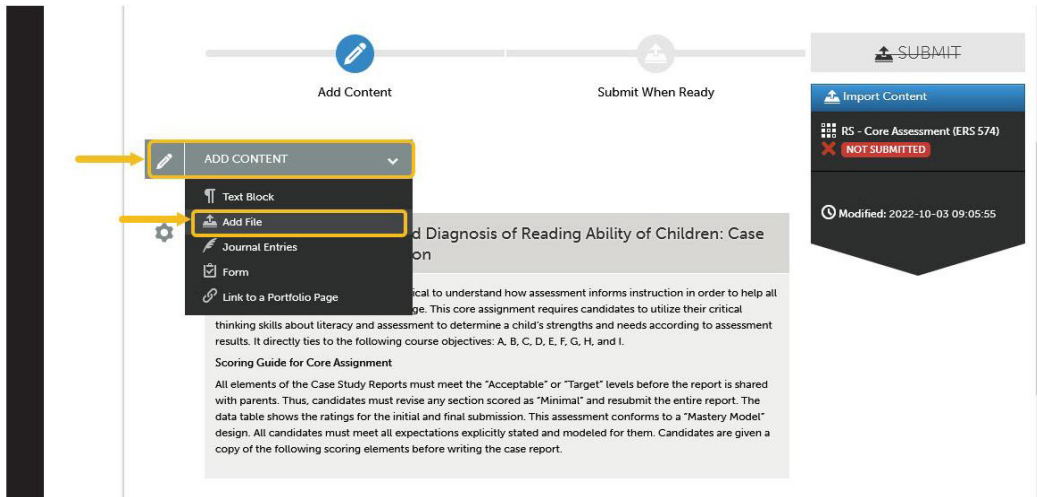 Add Content
Submit When Ready
SUBMIT
Import Content
RS - Core Assessment (ERS 574)
NOT SUBMITTED
Modified: 2022-10-03 09:05:55
ADD CONTENT
Text Block
Add File
Journal Entries
Form
Link to a Portfolio Page
d Diagnosis of Reading Ability of Children: Case
on
ical to understand how assessment informs instruction in order to help all
ge. This core assignment requires candidates to utilize their critical
thinking skills about literacy and assessment to determine a child's strengths and needs according to assessment
results. It directly ties to the following course objectives: A, B, C, D, E, F, G, H, and I.
Scoring Guide for Core Assignment
All elements of the Case Study Reports must meet the "Acceptable" or "Target" levels before the report is shared
with parents. Thus, candidates must revise any section scored as "Minimal" and resubmit the entire report. The
data table shows the ratings for the initial and final submission. This assessment conforms to a "Mastery Model"
design. All candidates must meet all expectations explicitly stated and modeled for them. Candidates are given a
copy of the following scoring elements before writing the case report.